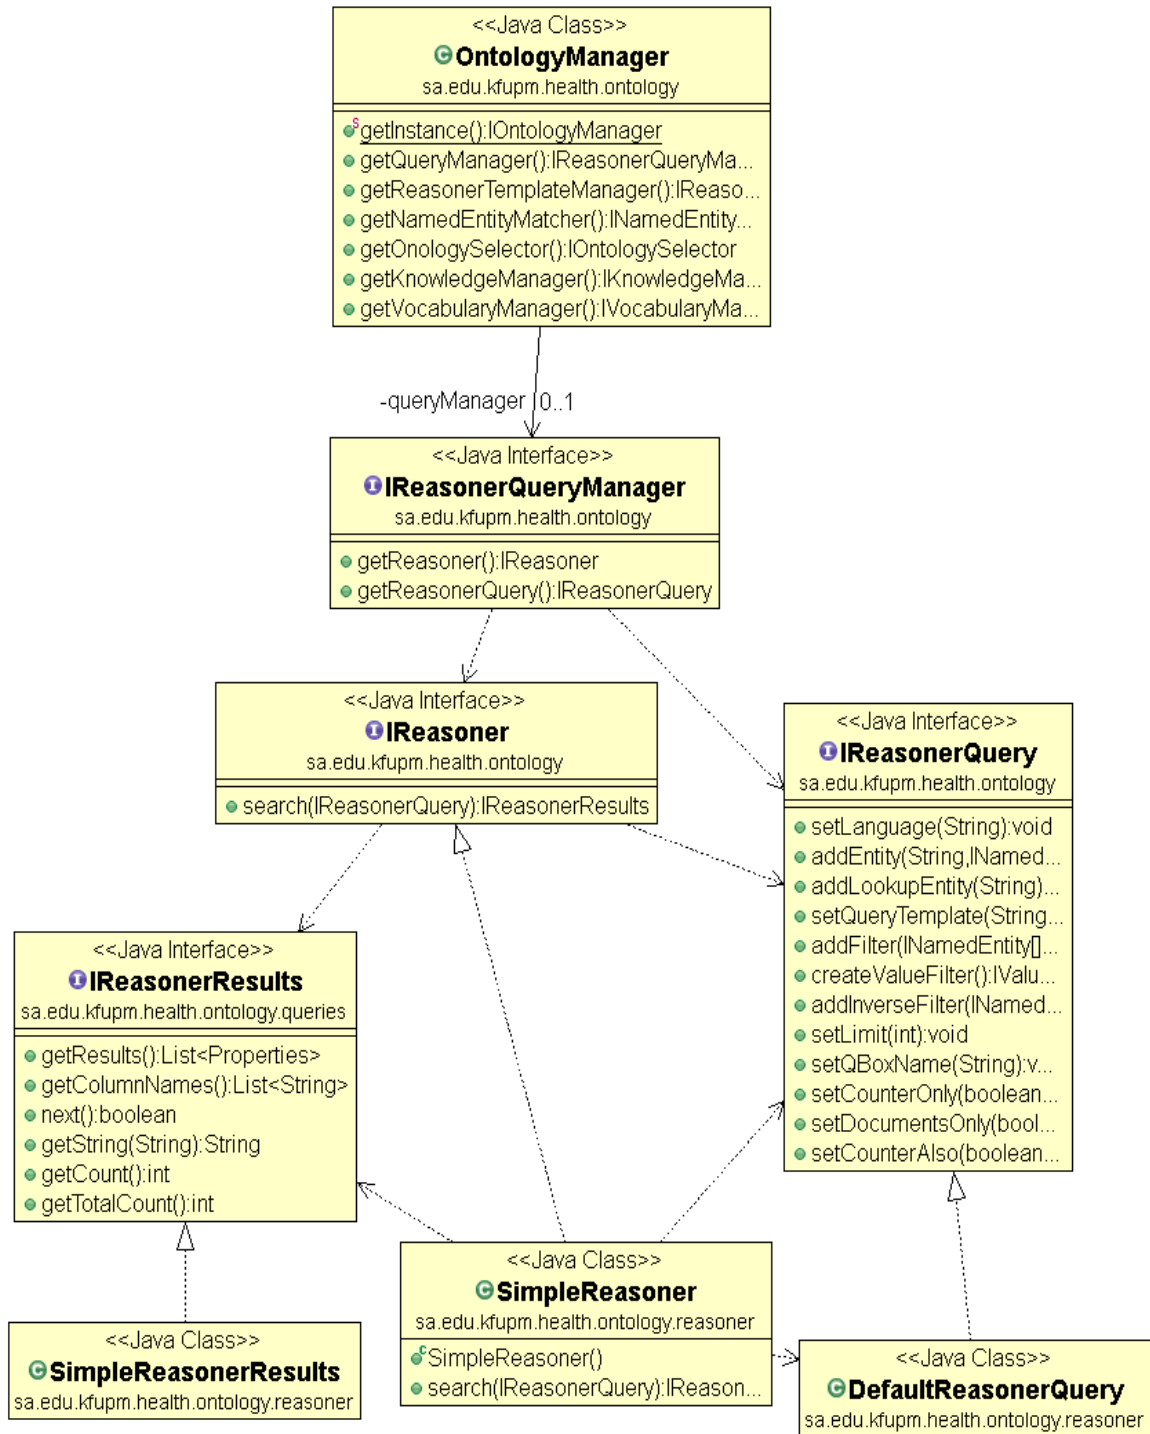 <<Java Class>>
OntologyManager
sa.edu.kfupm.health.ontology
getInstance():IOntologyManager
getQueryManager():IReasonerQueryMa...
getReasonerTemplateManager():IReaso...
getNamedEntityMatcher():INamedEntity...
getOnologySelector():IOntologySelector
getKnowledgeManager():IKnowledgeMa...
getVocabularyManager():IVocabularyMa...
-queryManager 0..1
<<Java Interface>>
IReasonerQueryManager
sa.edu.kfupm.health.ontology
getReasoner():IReasoner
getReasonerQuery():IReasonerQuery
<<Java Interface>>
IReasoner
sa.edu.kfupm.health.ontology
search(IReasonerQuery):IReasonerResults
<<Java Interface>>
IReasonerQuery
sa.edu.kfupm.health.ontology
setLanguage(String):void
addEntity(String,INamed...
addLookupEntity(String)...
setQueryTemplate(String...
addFilter(INamedEntity[]...
createValueFilter():IValu...
addInverseFilter(INamed...
setLimit(int):void
setQBoxName(String):v...
setCounterOnly(boolean...
setDocumentsOnly(bool...
setCounterAlso(boolean...
<<Java Interface>>
IReasonerResults
sa.edu.kfupm.health.ontology.queries
getResults():List<Properties>
getColumnNames():List<String>
next():boolean
getString(String):String
getCount():int
getTotalCount():int
<<Java Class>>
SimpleReasoner
sa.edu.kfupm.health.ontology.reasoner
SimpleReasoner()
search(IReasonerQuery):IReason...
<<Java Class>>
SimpleReasonerResults
sa.edu.kfupm.health.ontology.reasoner
<<Java Class>>
DefaultReasonerQuery
sa.edu.kfupm.health.ontology.reasoner